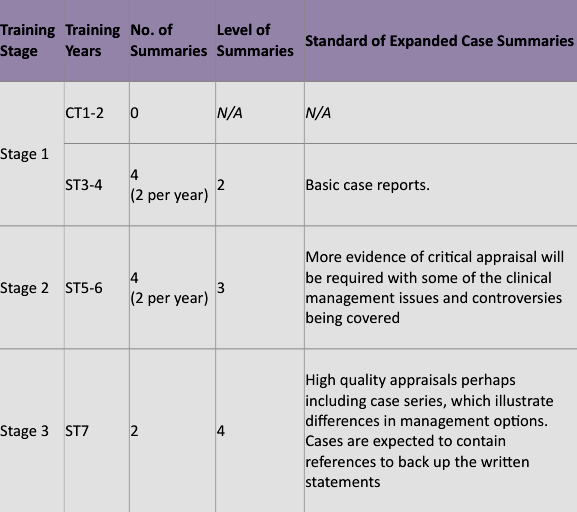 Training Stage
Training Years
No. of Summaries
Level of Summaries
Standard of Expanded Case Summaries
Stage 1
CT1-2
0
N/A
N/A
ST3-4
4
(2 per year)
2
Basic case reports.
Stage 2
ST5-6
4
(2 per year)
3
More evidence of critical appraisal will
be required with some of the clinical
management issues and controversies
being covered
Stage 3
ST7
2
4
High quality appraisals perhaps
including case series, which illustrate
differences in management options.
Cases are expected to contain
references to back up the written
statements